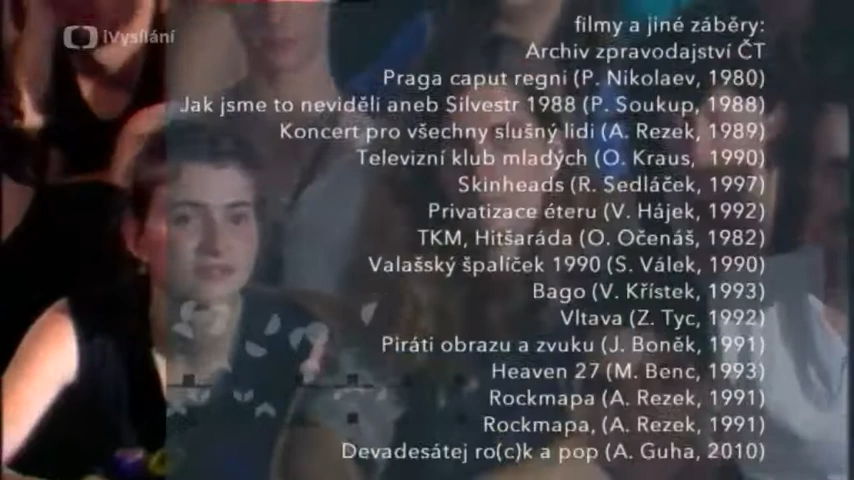 iVysílání
filmy a jiné záběry:
Archiv zpravodajství ČT
Praga caput regni (P. Nikolaev, 1980)
Jak jsme to neviděli aneb Silvestr 1988 (P. Soukup, 1988)
Koncert pro všechny slušný lidi (A. Rezek, 1989)
Televizní klub mladých (O. Kraus, 1990)
Skinheads (R. Sedláček, 1997)
Privatizace éteru (V. Hájek, 1992)
TKM, Hitšaráda (O. Očenáš, 1982)
Valašský špalíček 1990 (S. Válek, 1990)
Bago (V. Křístek, 1993)
Vltava (Z. Tyc, 1992)
Piráti obrazu a zvuku (J. Boněk, 1991)
Heaven 27 (M. Benc, 1993)
Rockmapa (A. Rezek, 1991)
Rockmapa, (A. Rezek, 1991)
Devadesátej ro(c)k a pop (A. Guha, 2010)